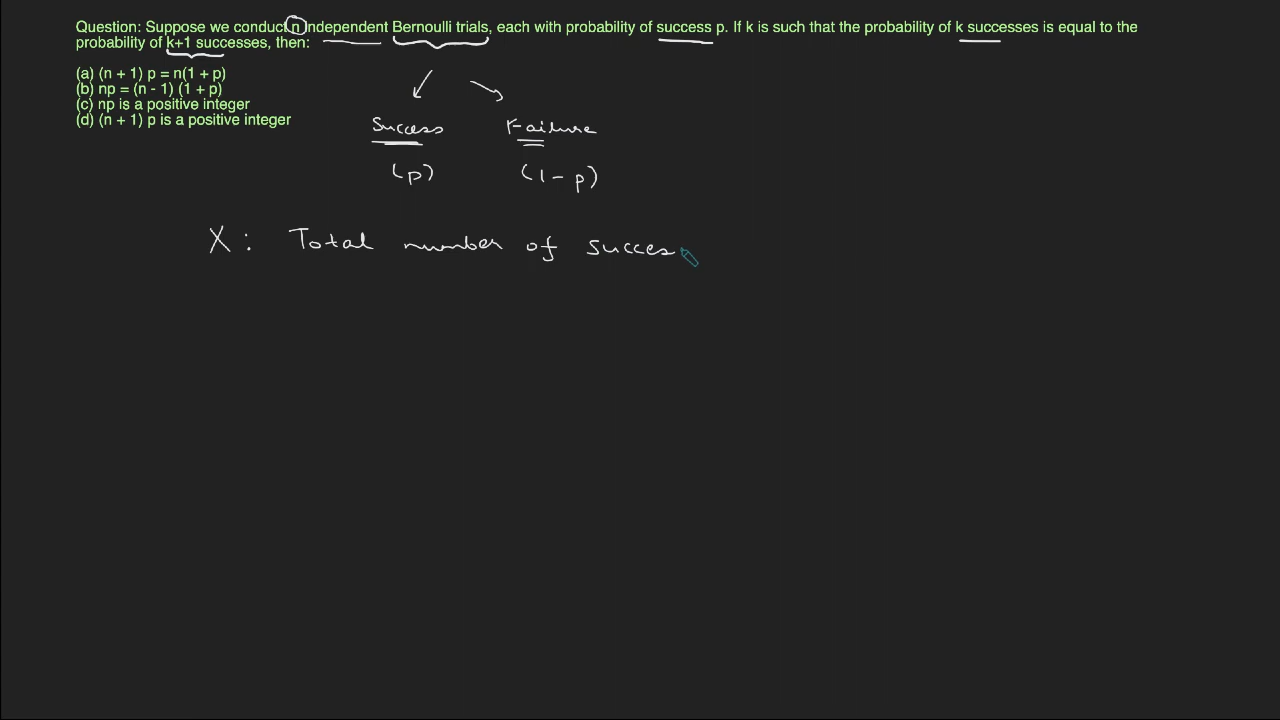 Question: Suppose we conduct n independent Bernoulli trials, each with probability of success p. If k is such that the probability of k successes is equal to the
probability of k+1 successes, then:
(a) (n + 1) p = n(1 + p)
(b) np = (n - 1) (1 + p)
(c) np is a positive integer
(d) (n + 1) p is a positive integer
Success Failure
(p) (1 - p)
X: Total number of succes